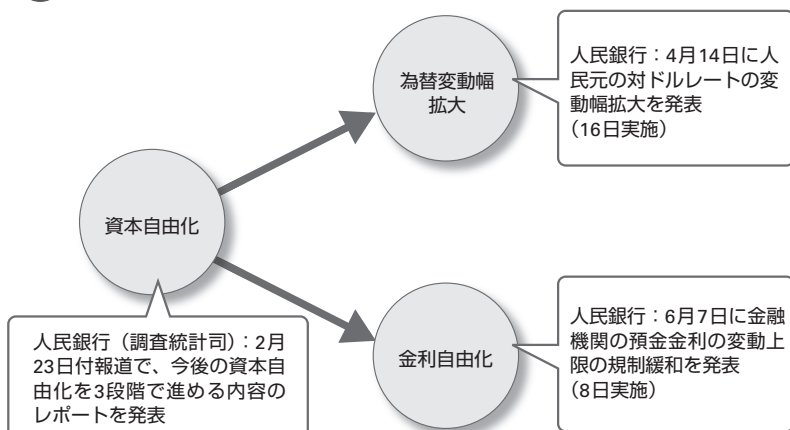 為替変動幅
拡大
人民銀行：4月14日に人
民元の対ドルレートの変
動幅拡大を発表
（16日実施）
資本自由化
人民銀行（調査統計司）：2月
23日付報道で、今後の資本自
由化を3段階で進める内容の
レポートを発表
金利自由化
人民銀行：6月7日に金融
機関の預金金利の変動上
限の規制緩和を発表
（8日実施）